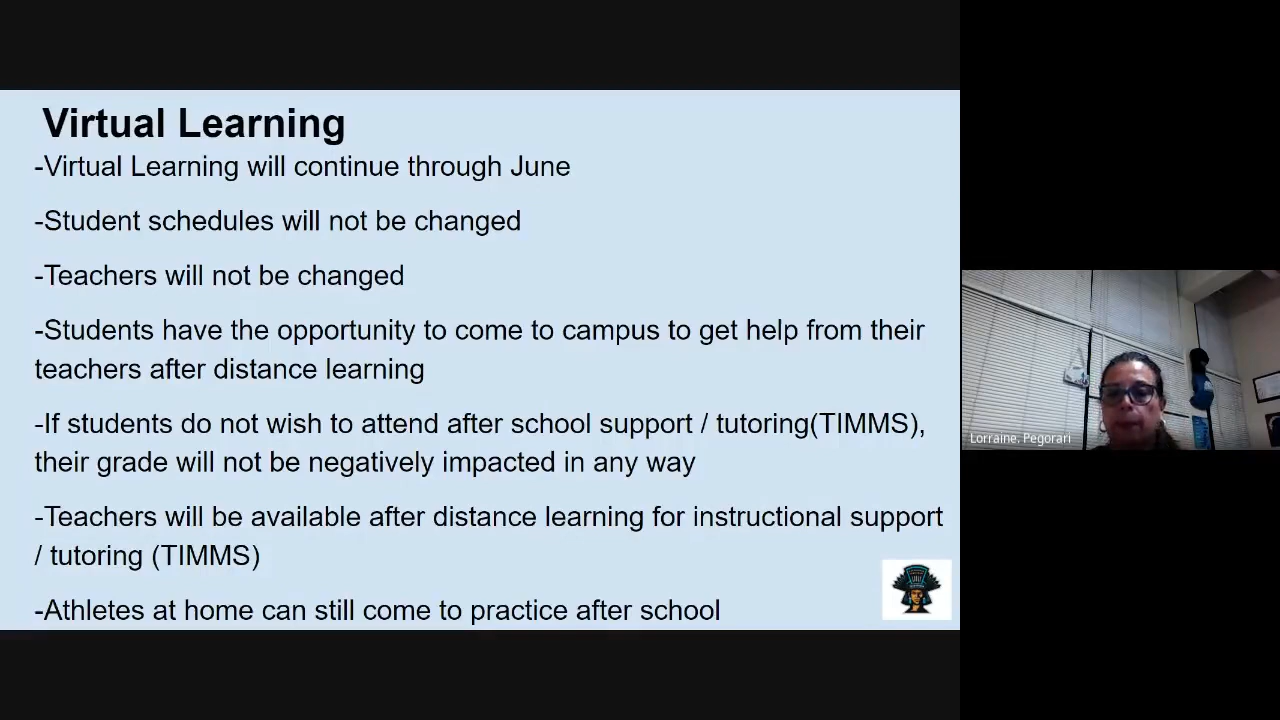 Virtual Learning
-Virtual Learning will continue through June
-Student schedules will not be changed
-Teachers will not be changed
-Students have the opportunity to come to campus to get help from their
teachers after distance learning
-If students do not wish to attend after school support / tutoring(TIMMS),
their grade will not be negatively impacted in any way
-Teachers will be available after distance learning for instructional support
/ tutoring (TIMMS)
-Athletes at home can still come to practice after school
Lorraine. Pegorari